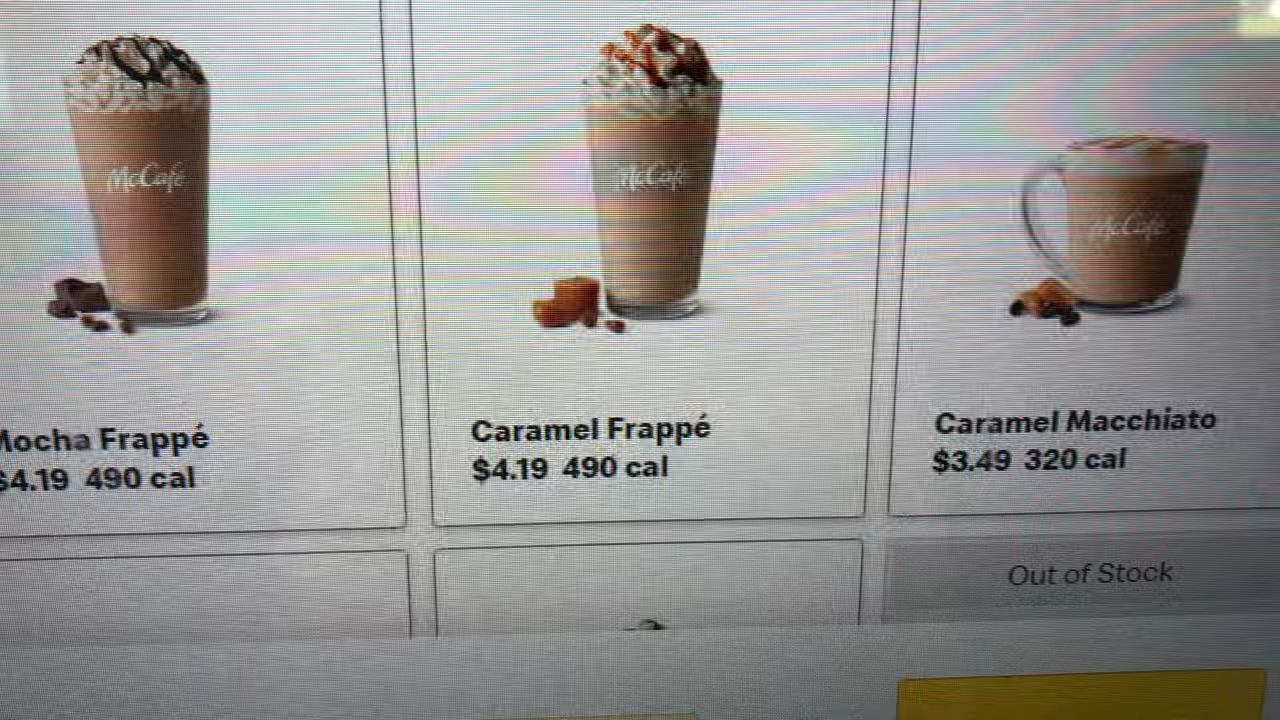 McCafé
McCafé
McCafé
Mocha Frappé
$4.19 490 cal
Caramel Frappé
$4.19 490 cal
Caramel Macchiato
$3.49 320 cal
Out of Stock